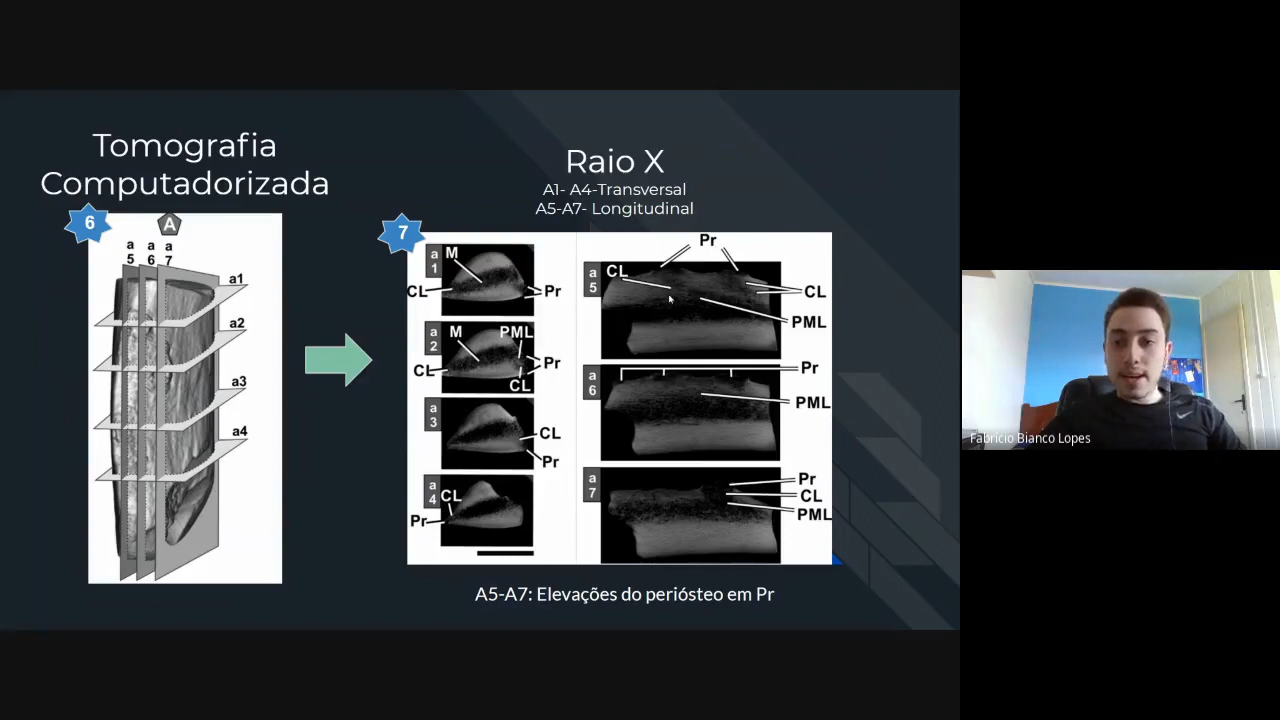 Tomografia
Computadorizada
6
A
a
5
a
6
a
7
a1
a2
a3
a4
Raio X
A1- A4-Transversal
A5-A7- Longitudinal
7
a
1
M
CL
Pr
a
2
M
PML
CL
Pr
CL
a
3
CL
Pr
a
4
CL
Pr
Pr
a
5
CL
CL
PML
a
6
Pr
PML
a
7
Pr
CL
PML
A5-A7: Elevações do periósteo em Pr
Fabricio Bianco Lopes